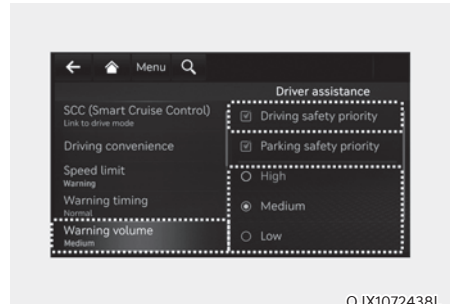 Menu
Driver assistance
SCC (Smart Cruise Control)
Link to drive mode
Driving convenience
Speed limit
Warning
Warning timing
Normal
Warning volume
Medium
Driving safety priority
Parking safety priority
High
Medium
Low
OJX1072438L